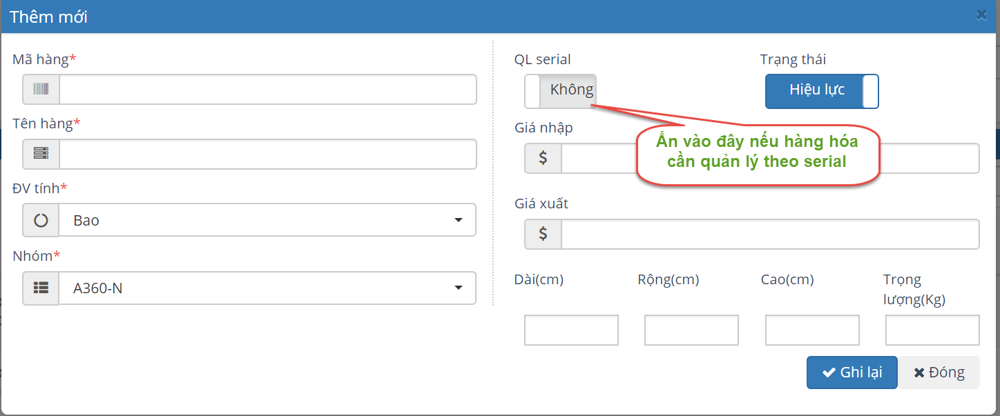 Thêm mới
Mã hàng*
Tên hàng*
ĐV tính*
Bao
Nhóm*
A360-N
QL serial
Không
Trạng thái
Hiệu lực
Ấn vào đây nếu hàng hóa
cần quản lý theo serial
Giá nhập
$
Giá xuất
$
Dài(cm)
Rộng(cm)
Cao(cm)
Trọng
lượng(Kg)
Ghi lại
Đóng